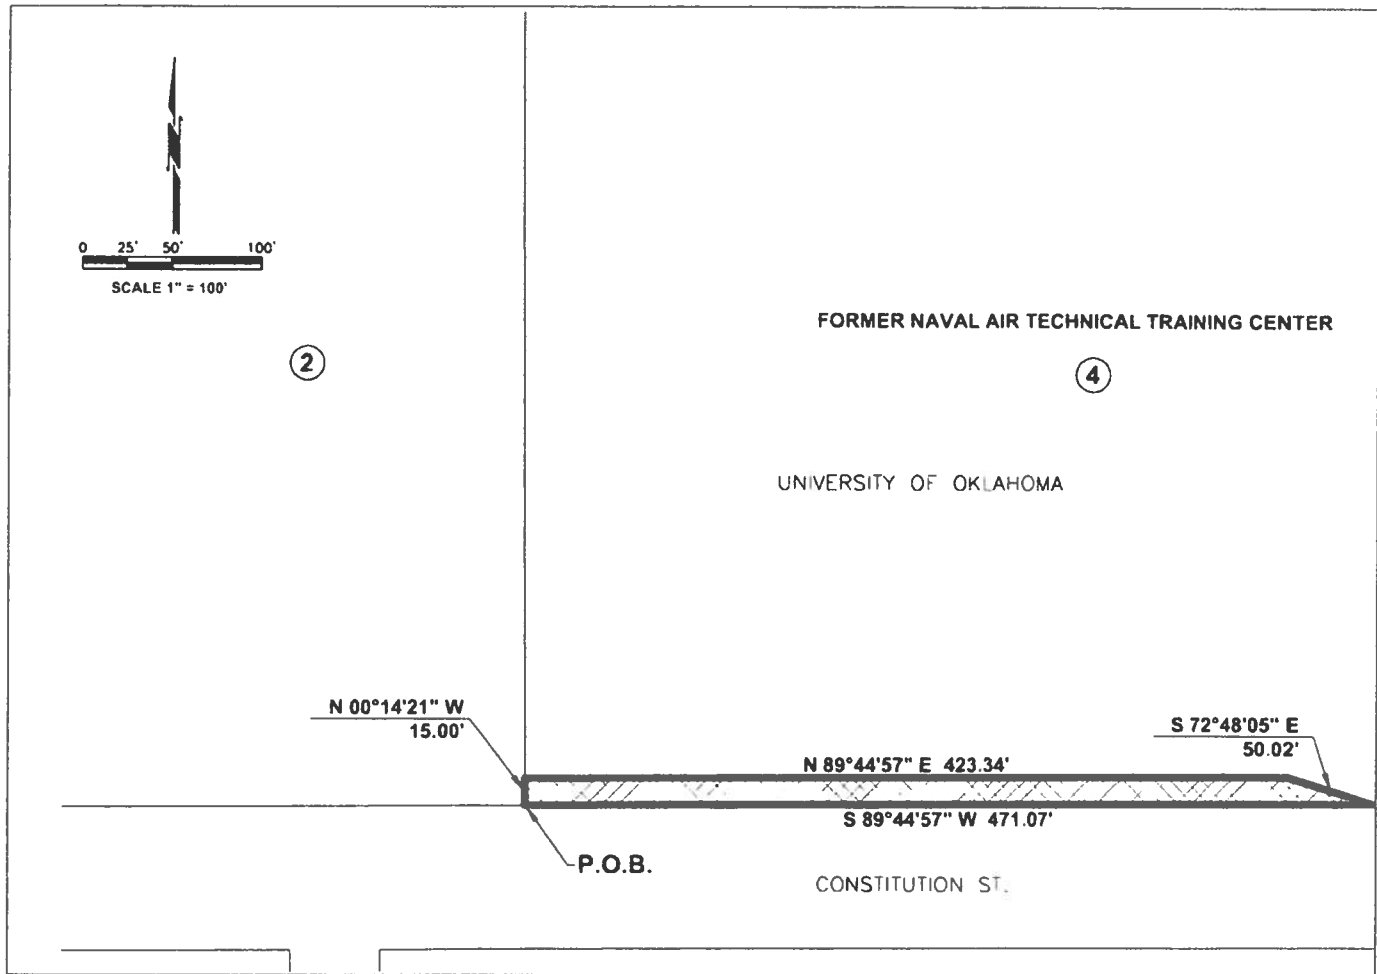 0 25' 50' 100'
SCALE 1" = 100'
FORMER NAVAL AIR TECHNICAL TRAINING CENTER
2
4
UNIVERSITY OF OKLAHOMA
N 00°14'21" W
15.00'
S 72°48'05" E
50.02'
N 89°44'57" E 423.34'
S 89°44'57" W 471.07'
P.O.B.
CONSTITUTION ST.